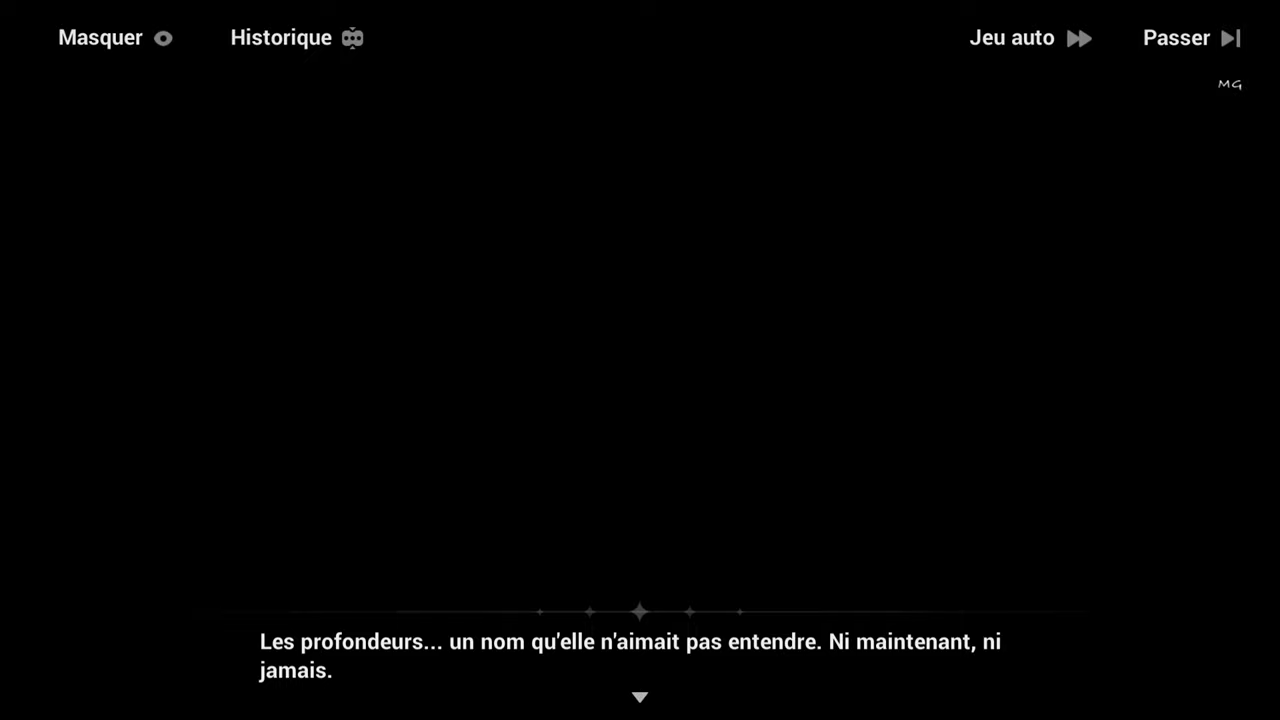 Masquer Historique Jeu auto Passer
MG
Les profondeurs... un nom qu'elle n'aimait pas entendre. Ni maintenant, ni
jamais.